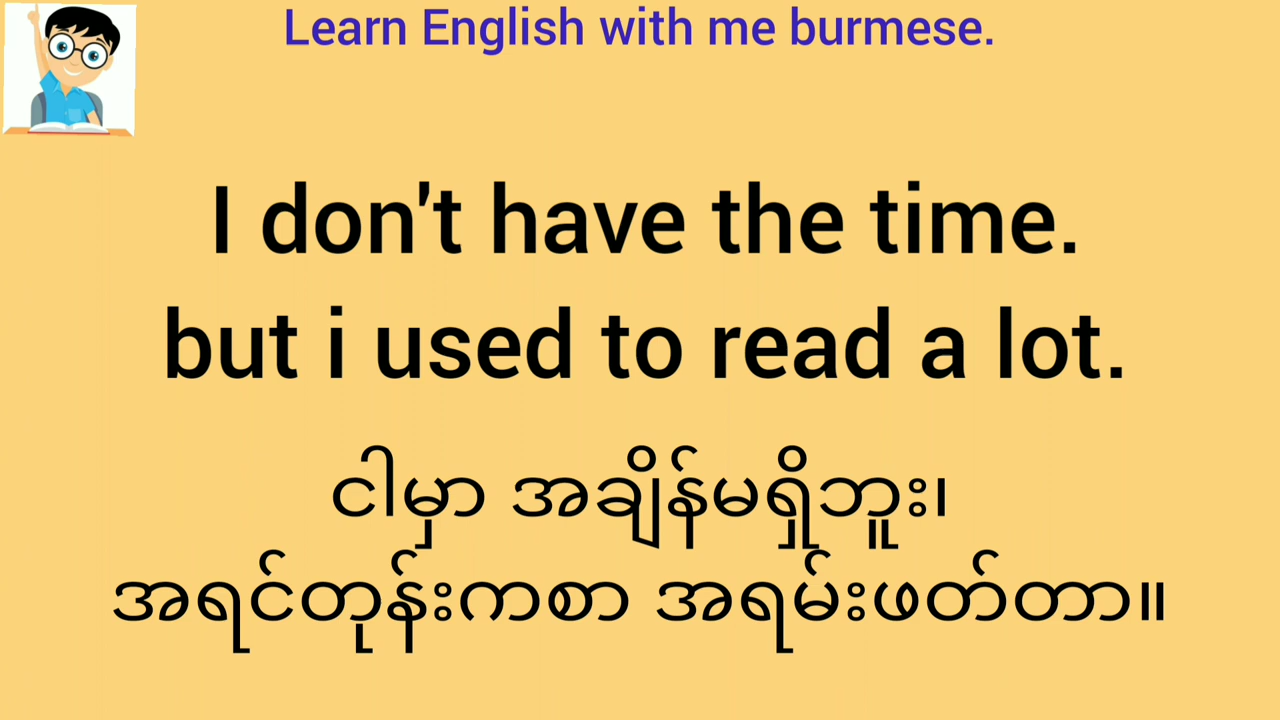 Learn English with me burmese.
I don't have the time.
but i used to read a lot.
ငါမှာ အချိန်မရှိဘူး၊
အရင်တုန်းကစာ အရမ်းဖတ်တာ။